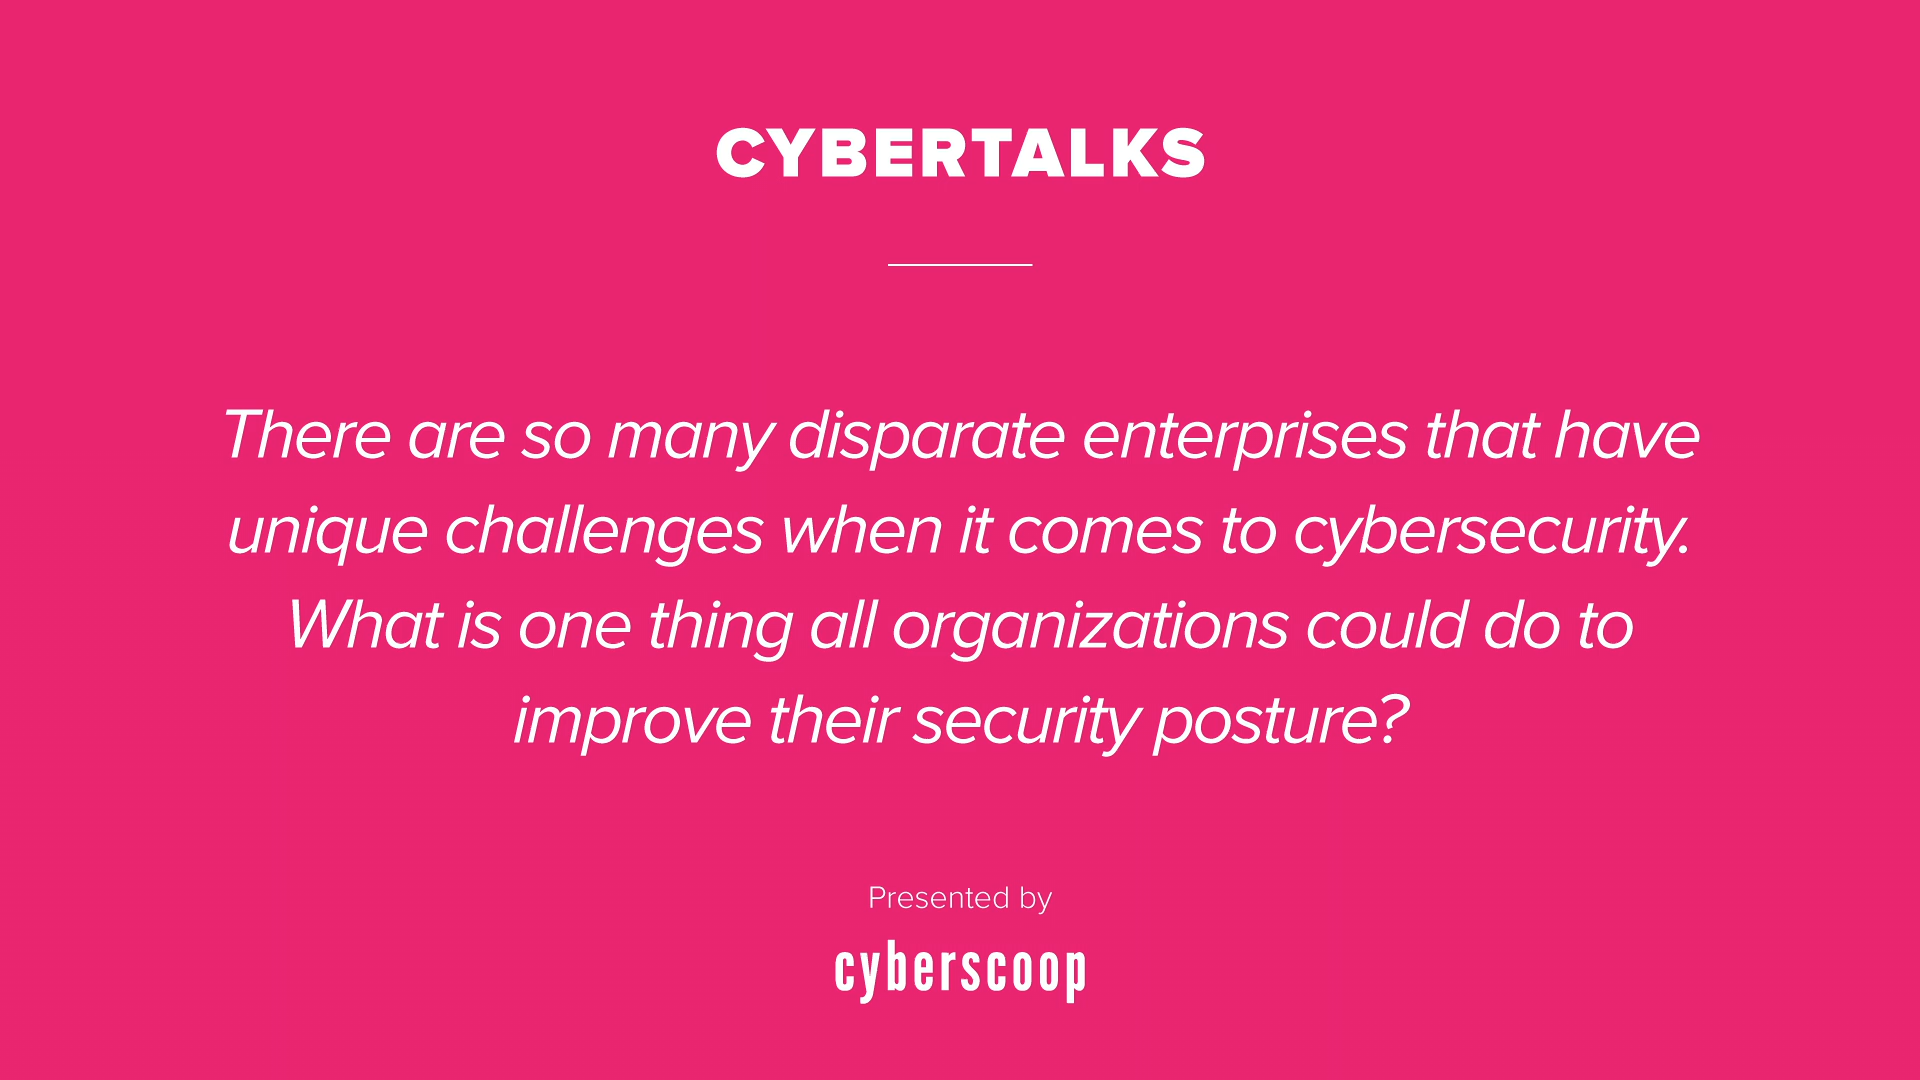 CYBERTALKS
There are so many disparate enterprises that have
unique challenges when it comes to cybersecurity.
What is one thing all organizations could do to
improve their security posture?
Presented by
cyberscoop